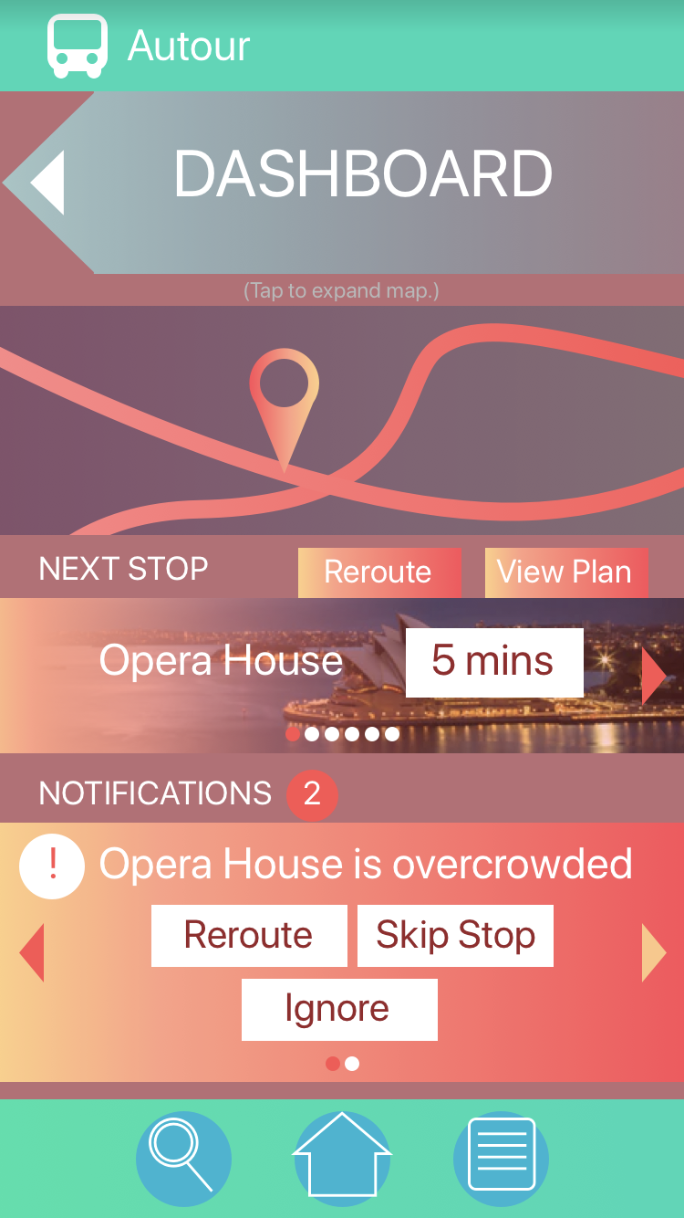 Autour
DASHBOARD
(Tap to expand map.)
NEXT STOP
Reroute
View Plan
Opera House
5 mins
NOTIFICATIONS
2
!
Opera House is overcrowded
Reroute
Skip Stop
Ignore